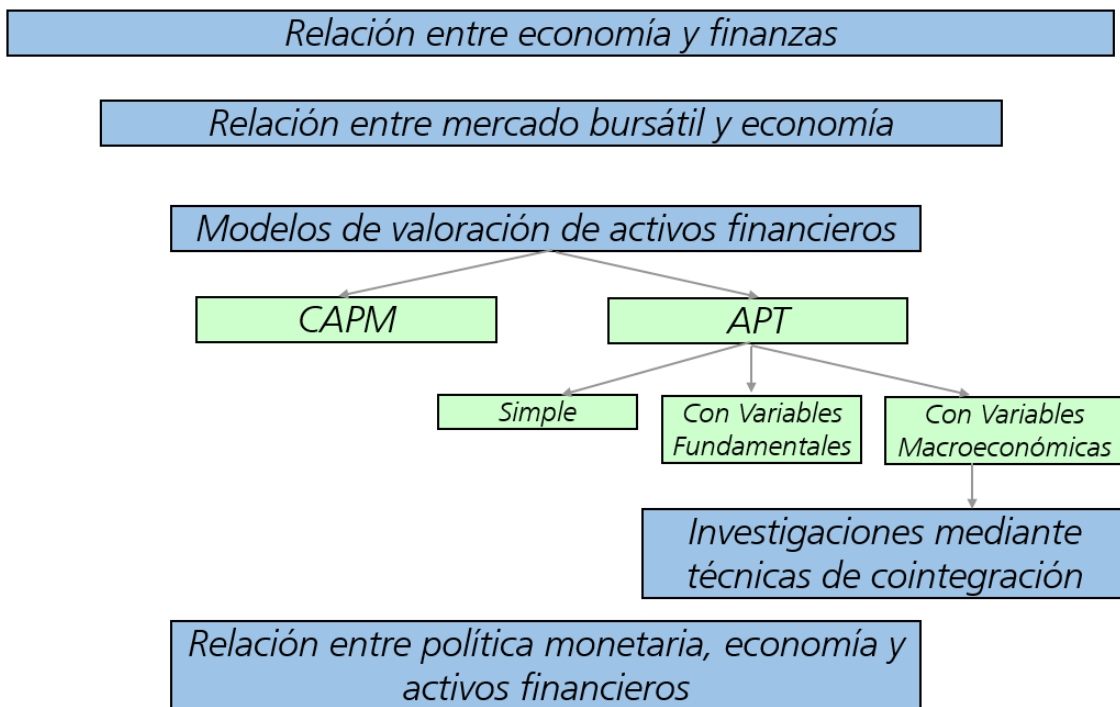 Relación entre economía y finanzas
Relación entre mercado bursátil y economía
Modelos de valoración de activos financieros
CAPM
APT
Simple
Con Variables
Fundamentales
Con Variables
Macroeconómicas
Investigaciones mediante
técnicas de cointegración
Relación entre política monetaria, economía y
activos financieros